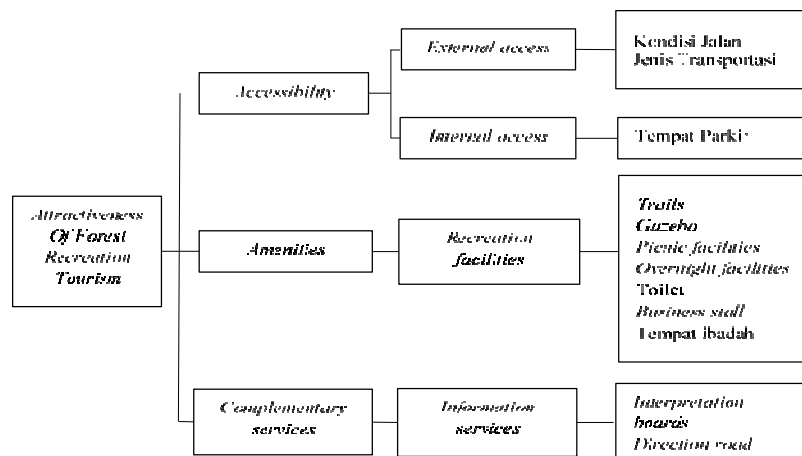 Attractiveness
Of Forest
Recreation
Tourism
Accessibility
External access
Kondisi Jalan
Jenis Transportasi
Internal access
Tempat Parkir
Amenities
Recreation
facilities
Trails
Gazebo
Picnic facilities
Overnight facilities
Toilet
Business stall
Tempat ibadah
Complementary
services
Information
services
Interpretation
boards
Direction road